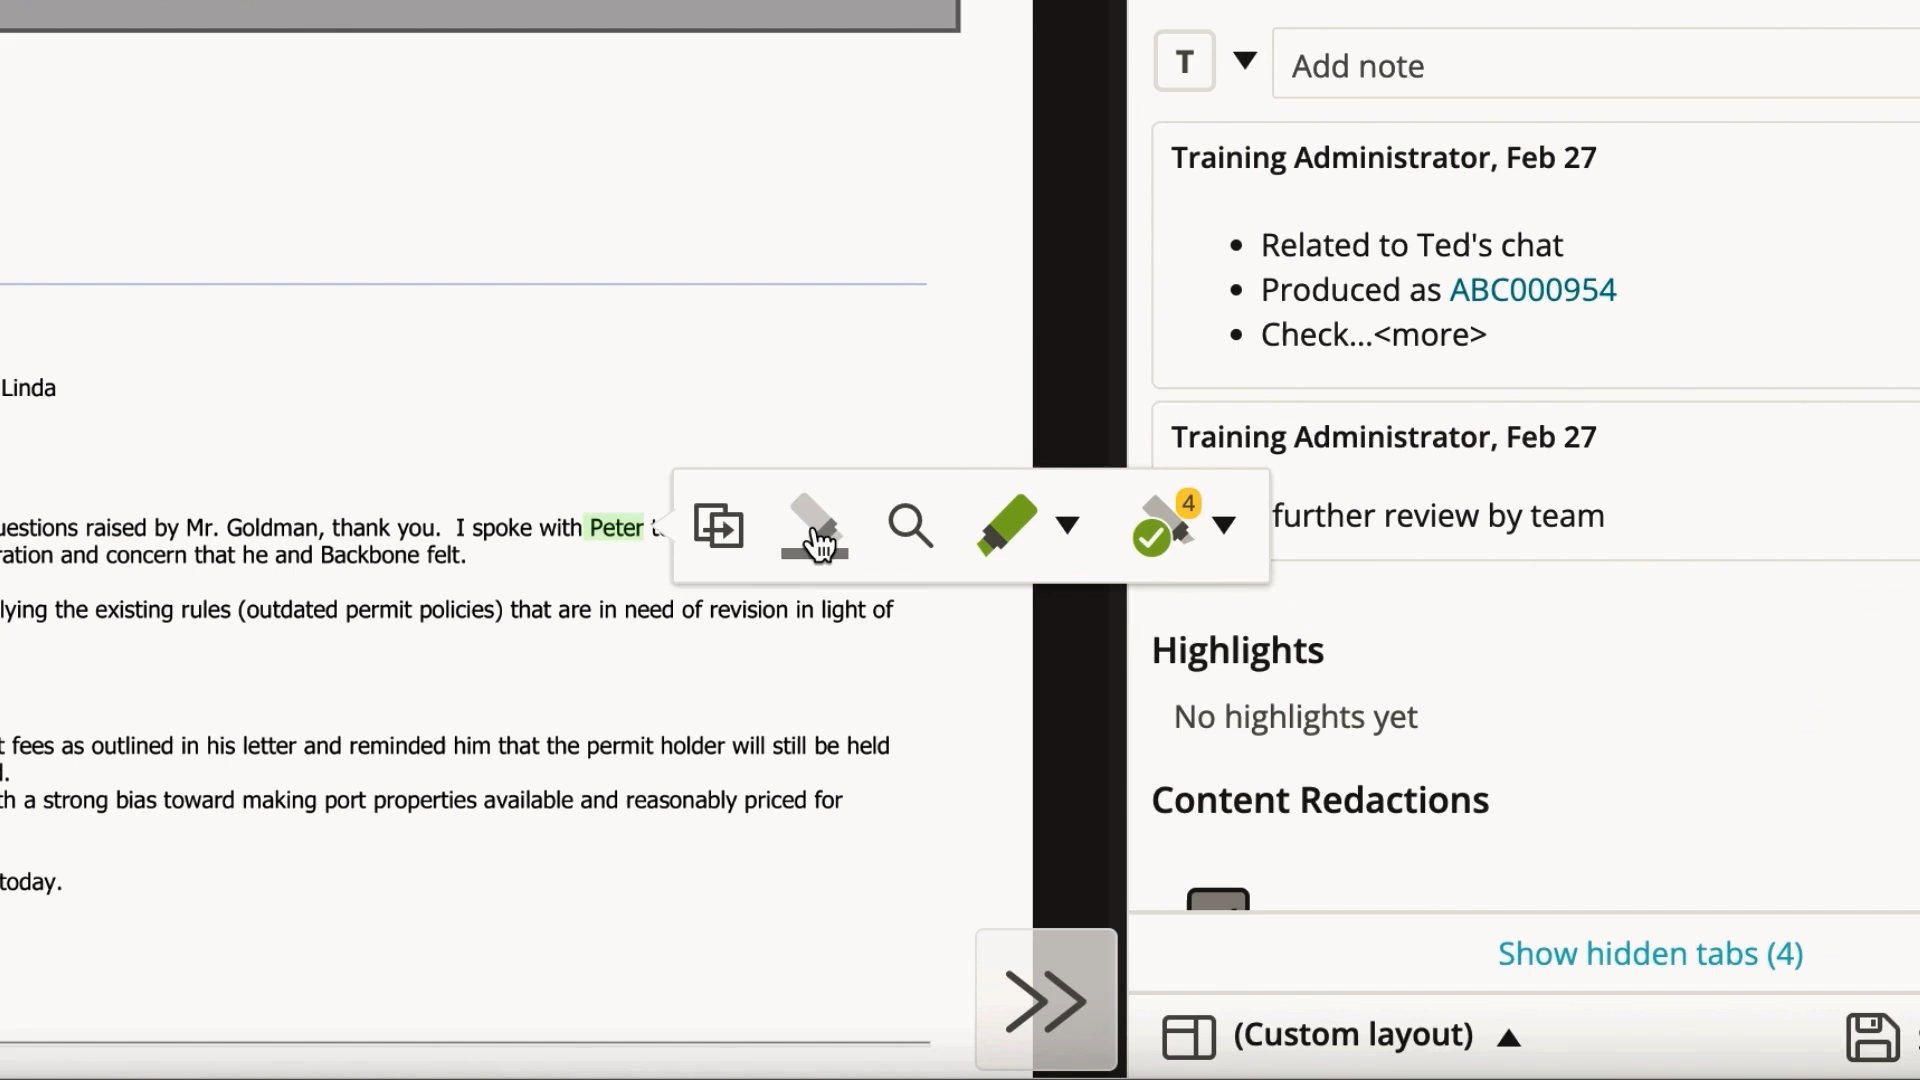 Linda
uestions raised by Mr. Goldman, thank you. I spoke with Peter
ation and concern that he and Backbone felt.
lying the existing rules (outdated permit policies) that are in need of revision in light of
t fees as outlined in his letter and reminded him that the permit holder will still be held
l.
th a strong bias toward making port properties available and reasonably priced for
today.
4
T
Add note
Training Administrator, Feb 27
• Related to Ted's chat
• Produced as ABC000954
• Check...<more>
Training Administrator, Feb 27
further review by team
Highlights
No highlights yet
Content Redactions
Show hidden tabs (4)
(Custom layout)